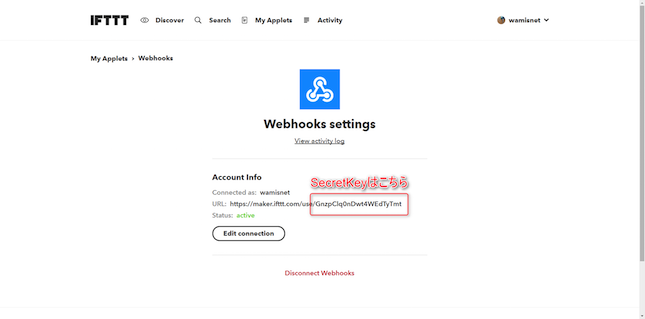 IFTTT Discover Search My Applets Activity wamisnet
My Applets › Webhooks
Webhooks settings
View activity log
Account Info
SecretKeyはこちら
Connected as: wamisnet
URL: https://maker.ifttt.com/use/GnzpClq0nDwt4WEdTyTmt
Status: active
Edit connection
Disconnect Webhooks